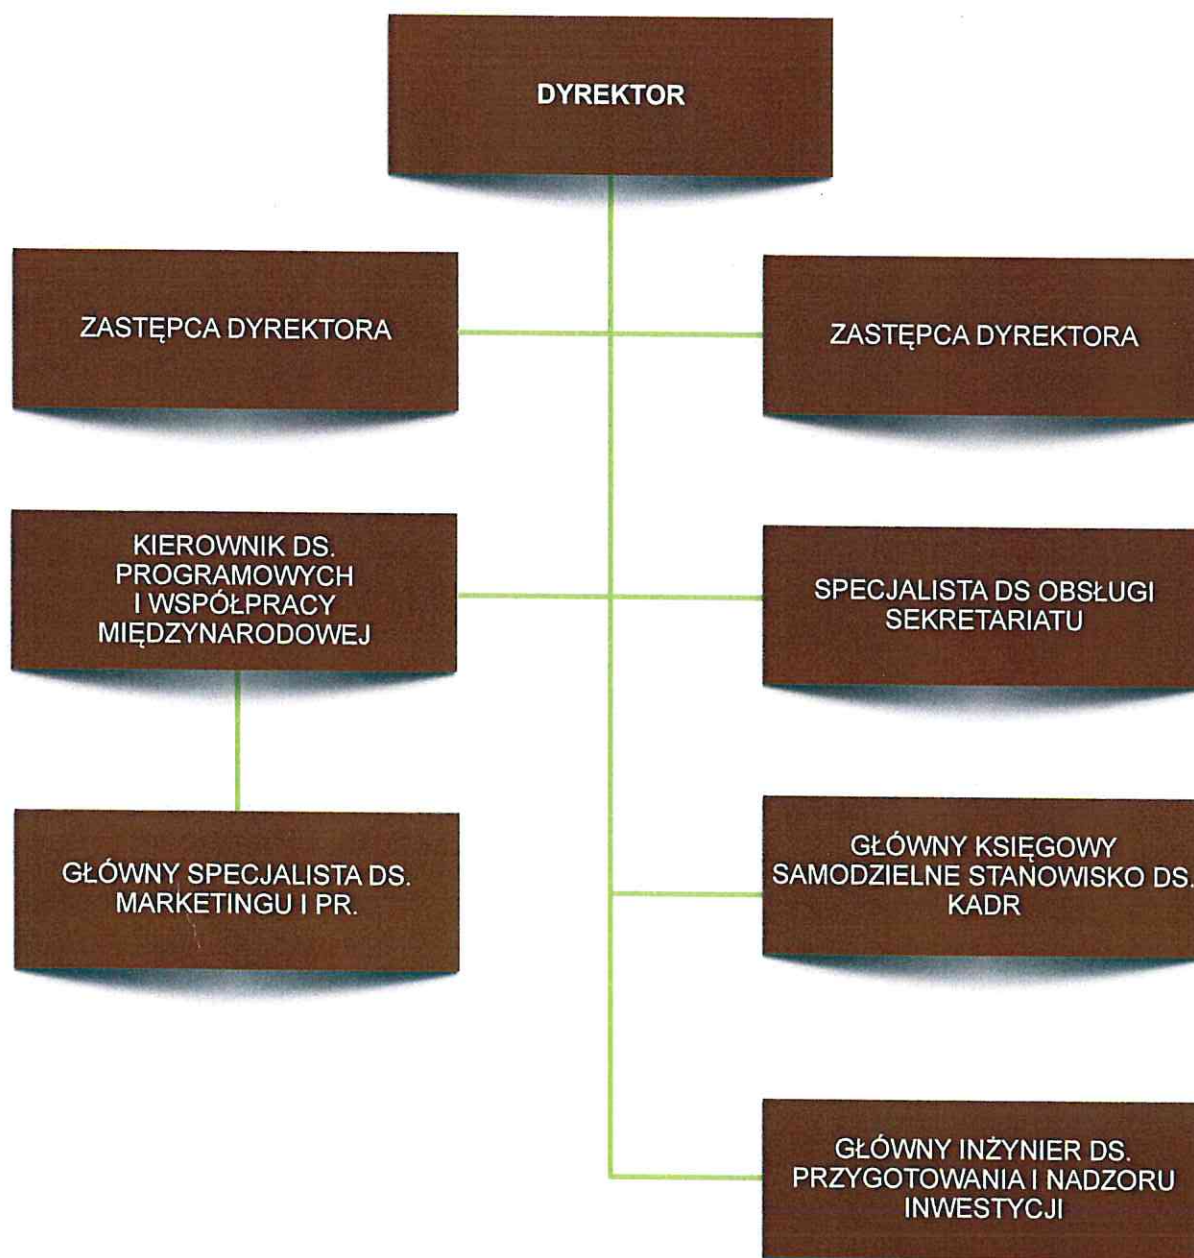 DYREKTOR
ZASTĘPCA DYREKTORA
ZASTĘPCA DYREKTORA
KIEROWNIK DS.
PROGRAMOWYCH
I WSPÓŁPRACY
MIĘDZYNARODOWEJ
SPECJALISTA DS OBSŁUGI
SEKRETARIATU
GŁÓWNY SPECJALISTA DS.
MARKETINGU I PR.
GŁÓWNY KSIĘGOWY
SAMODZIELNE STANOWISKO DS.
KADR
GŁÓWNY INŻYNIER DS.
PRZYGOTOWANIA I NADZORU
INWESTYCJI